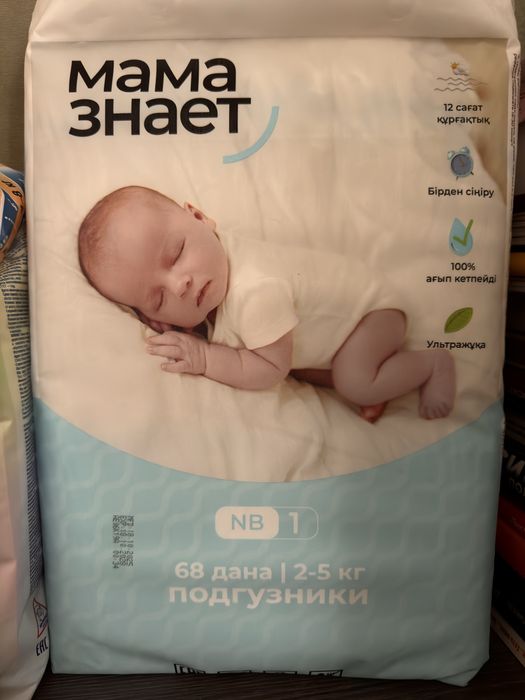 мама
знает
12 сағат
құрғақтық
Бірден сіңіру
100%
ағып кетпейді
Ультражұқа
NB 1
68 дана | 2-5 кг
подгузники
EAC